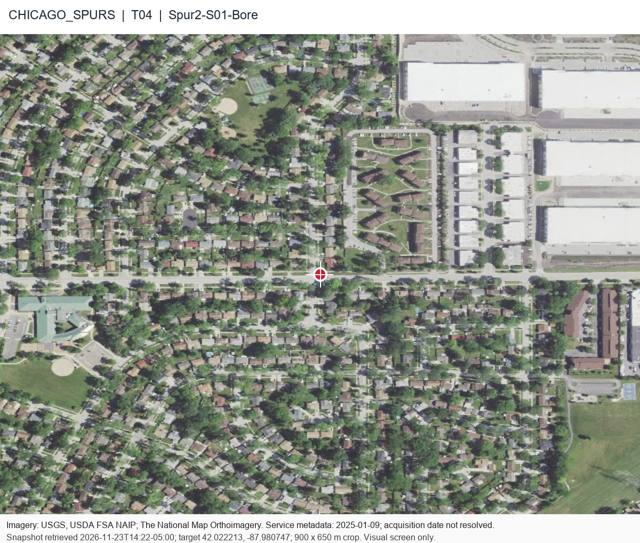 CHICAGO_SPURS | T04 | Spur2-S01-Bore
Imagery: USGS, USDA FSA NAIP; The National Map Orthoimagery. Service metadata: 2025-01-09; acquisition date not resolved.
Snapshot retrieved 2026-11-23T14:22-05:00; target 42.022213, -87.980747; 900 x 650 m crop. Visual screen only.